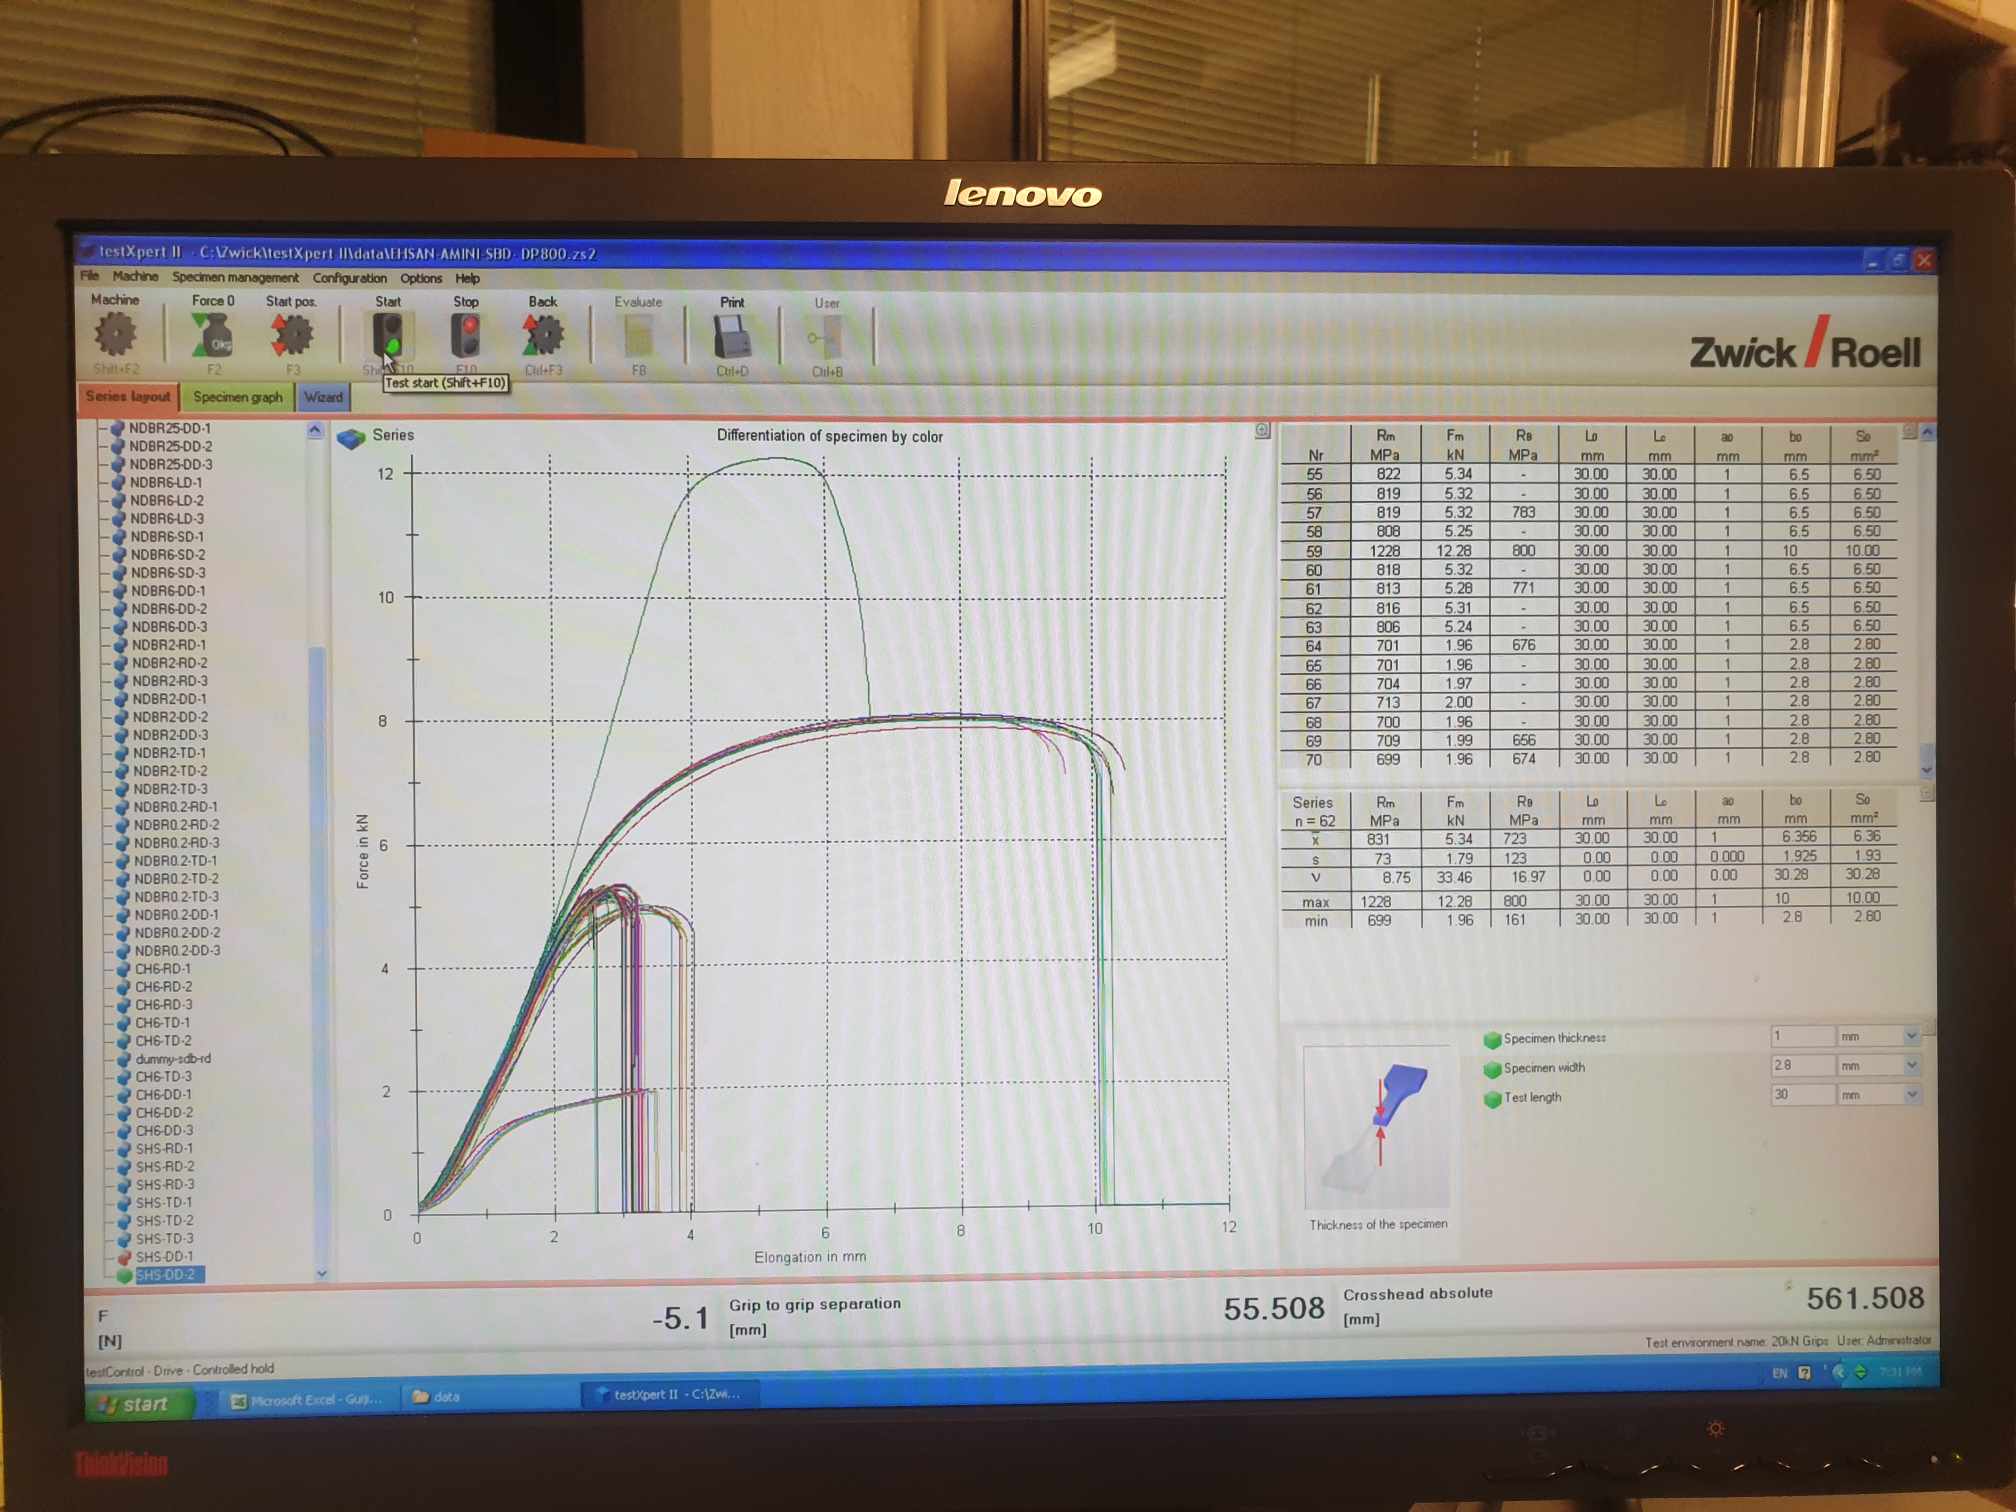 lenovo
testXpert II - C:\Zwick\testXpert II\data\EHSAN-AMINI-SBD- DP800.zs2
File Machine Specimen management Configuration Options Help
Machine Force 0 Start pos. Start Stop Back Evaluate Print User
0kg
Shift+F2 F2 F3 F10 Ctrl+F3 F8 Ctrl+D Ctrl+B
Test start (Shift+F10)
Zwick / Roell
Series layout Specimen graph Wizard
NDBR25-DD-1
NDBR25-DD-2
NDBR25-DD-3
NDBR6-LD-1
NDBR6-LD-2
NDBR6-LD-3
NDBR6-SD-1
NDBR6-SD-2
NDBR6-SD-3
NDBR6-DD-1
NDBR6-DD-2
NDBR6-DD-3
NDBR2-RD-1
NDBR2-RD-2
NDBR2-RD-3
NDBR2-DD-1
NDBR2-DD-2
NDBR2-DD-3
NDBR2-TD-1
NDBR2-TD-2
NDBR2-TD-3
NDBR0.2-RD-1
NDBR0.2-RD-2
NDBR0.2-RD-3
NDBR0.2-TD-1
NDBR0.2-TD-2
NDBR0.2-TD-3
NDBR0.2-DD-1
NDBR0.2-DD-2
NDBR0.2-DD-3
CH6-RD-1
CH6-RD-2
CH6-RD-3
CH6-TD-1
CH6-TD-2
dummy-sdb-rd
CH6-TD-3
CH6-DD-1
CH6-DD-2
CH6-DD-3
SHS-RD-1
SHS-RD-2
SHS-RD-3
SHS-TD-1
SHS-TD-2
SHS-TD-3
SHS-DD-1
SHS-DD-2
Series
Differentiation of specimen by color
12
10
8
6
4
2
0
Force in kN
0 2 4 6 8 10 12
Elongation in mm
Nr Rm MPa Fm kN RB MPa L0 mm Lc mm a0 mm b0 mm S0 mm²
55 822 5.34 - 30.00 30.00 1 6.5 6.50
56 819 5.32 - 30.00 30.00 1 6.5 6.50
57 819 5.32 783 30.00 30.00 1 6.5 6.50
58 808 5.25 - 30.00 30.00 1 6.5 6.50
59 1228 12.28 800 30.00 30.00 1 10 10.00
60 818 5.32 - 30.00 30.00 1 6.5 6.50
61 813 5.28 771 30.00 30.00 1 6.5 6.50
62 816 5.31 - 30.00 30.00 1 6.5 6.50
63 806 5.24 - 30.00 30.00 1 6.5 6.50
64 701 1.96 676 30.00 30.00 1 2.8 2.80
65 701 1.96 - 30.00 30.00 1 2.8 2.80
66 704 1.97 - 30.00 30.00 1 2.8 2.80
67 713 2.00 - 30.00 30.00 1 2.8 2.80
68 700 1.96 - 30.00 30.00 1 2.8 2.80
69 709 1.99 656 30.00 30.00 1 2.8 2.80
70 699 1.96 674 30.00 30.00 1 2.8 2.80
Series Rm Fm RB L0 Lc a0 b0 S0
n = 62 MPa kN MPa mm mm mm mm mm²
x̄ 831 5.34 723 30.00 30.00 1 6.356 6.36
s 73 1.79 123 0.00 0.00 0.000 1.925 1.93
ν 8.75 33.46 16.97 0.00 0.00 0.00 30.28 30.28
max 1228 12.28 800 30.00 30.00 1 10 10.00
min 699 1.96 161 30.00 30.00 1 2.8 2.80
Specimen thickness 1 mm
Specimen width 2.8 mm
Test length 30 mm
Thickness of the specimen
F [N] -5.1
Grip to grip separation [mm] 55.508
Crosshead absolute [mm] 561.508
Test environment name: 20kN Grips User: Administrator
testControl - Drive - Controlled hold
start Microsoft Excel - data testXpert II - C:\Zwi... EN 7:31 PM
ThinkVision